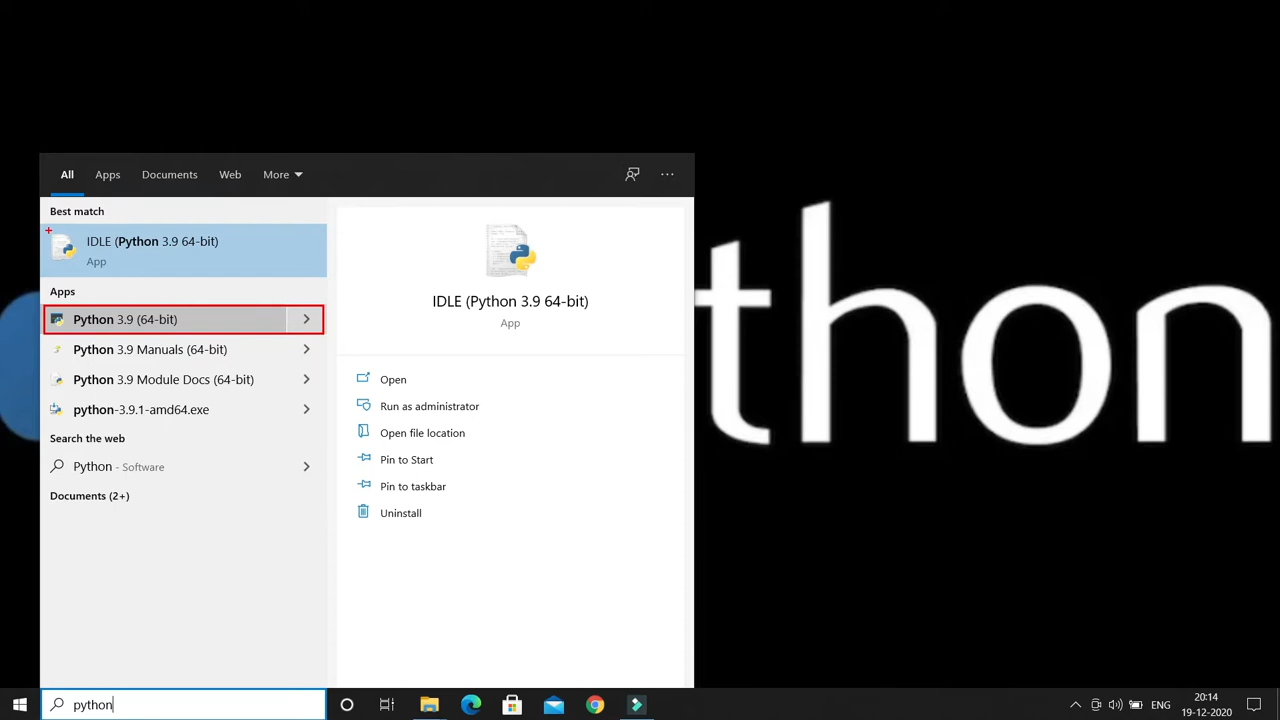 thon
All Apps Documents Web More
Best match
IDLE (Python 3.9 64-bit)
App
Apps
Python 3.9 (64-bit)
Python 3.9 Manuals (64-bit)
Python 3.9 Module Docs (64-bit)
python-3.9.1-amd64.exe
Search the web
Python - Software
Documents (2+)
IDLE (Python 3.9 64-bit)
App
Open
Run as administrator
Open file location
Pin to Start
Pin to taskbar
Uninstall
python
ENG
20:14
19-12-2020